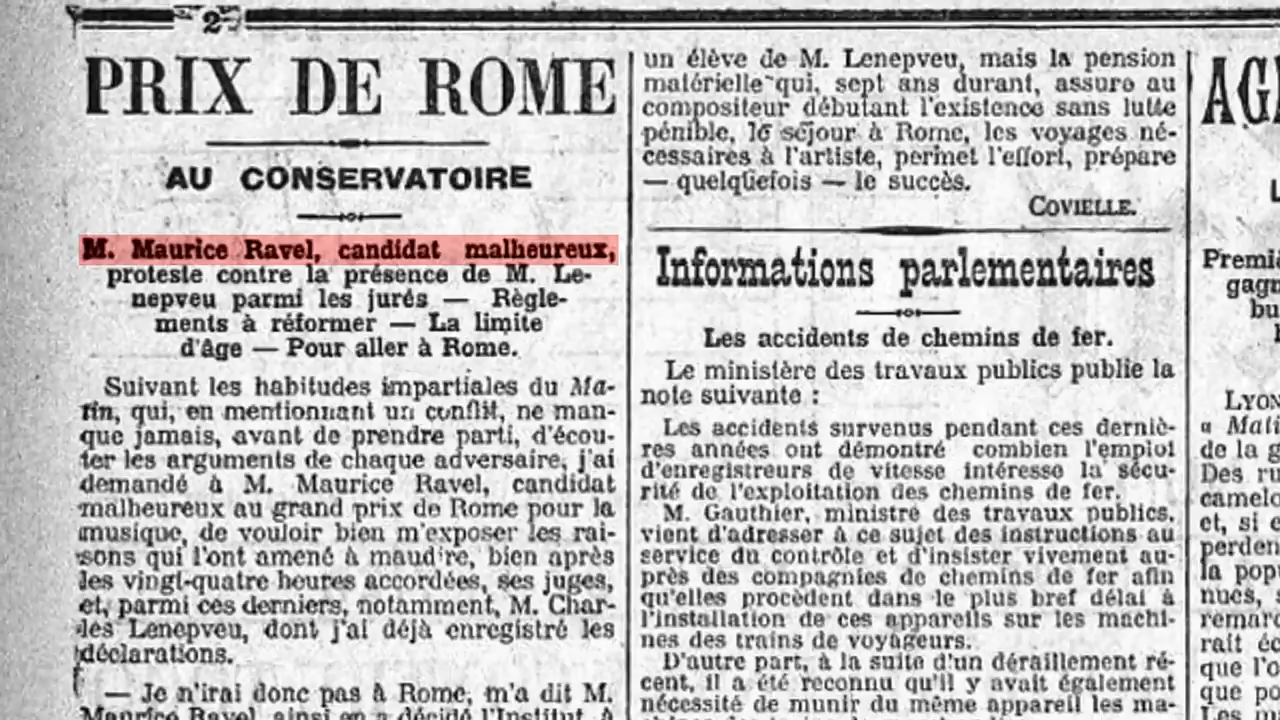 2
PRIX DE ROME
AU CONSERVATOIRE
M. Maurice Ravel, candidat malheureux,
proteste contre la présence de M. Le-
nepveu parmi les jurés — Règle-
ments à réformer — La limite
d'âge — Pour aller à Rome.
Suivant les habitudes impartiales du Ma-
tin, qui, en mentionnant un conflit, ne man-
que jamais, avant de prendre parti, d'écou-
ter les arguments de chaque adversaire, j'ai
demandé à M. Maurice Ravel, candidat
malheureux au grand prix de Rome pour la
musique, de vouloir bien m'exposer les rai-
sons qui l'ont amené à maudire, bien après
les vingt-quatre heures accordées, ses juges,
et, parmi ces derniers, notamment, M. Char-
les Lenepveu, dont j'ai déjà enregistré les
déclarations.
— Je n'irai donc pas à Rome, m'a dit M.
Maurice Ravel, ainsi en a décidé l'Institut, à
un élève de M. Lenepveu, mais la pension
matérielle qui, sept ans durant, assure au
compositeur débutant l'existence sans lutte
pénible, le séjour à Rome, les voyages né-
cessaires à l'artiste, permet l'effort, prépare
— quelquefois — le succès.
COVIELLE.
Informations parlementaires
Les accidents de chemins de fer.
Le ministère des travaux publics publie la
note suivante :
Les accidents survenus pendant ces derniè-
res années ont démontré combien l'emploi
d'enregistreurs de vitesse intéresse la sécu-
rité de l'exploitation des chemins de fer.
M. Gauthier, ministre des travaux publics,
vient d'adresser à ce sujet des instructions au
service du contrôle et d'insister vivement au-
près des compagnies de chemins de fer afin
qu'elles procèdent dans le plus bref délai à
l'installation de ces appareils sur les machi-
nes des trains de voyageurs.
D'autre part, à la suite d'un déraillement ré-
cent, il a été reconnu qu'il y avait également
nécessité de munir du même appareil les ma-
AG
L
Premiè
gagn
bu
LYON
« Mati
de la g
Des ru
camelo
et, si e
perden
la pop
nues, s
remarq
rait éc
que l'o
que po
Les pu